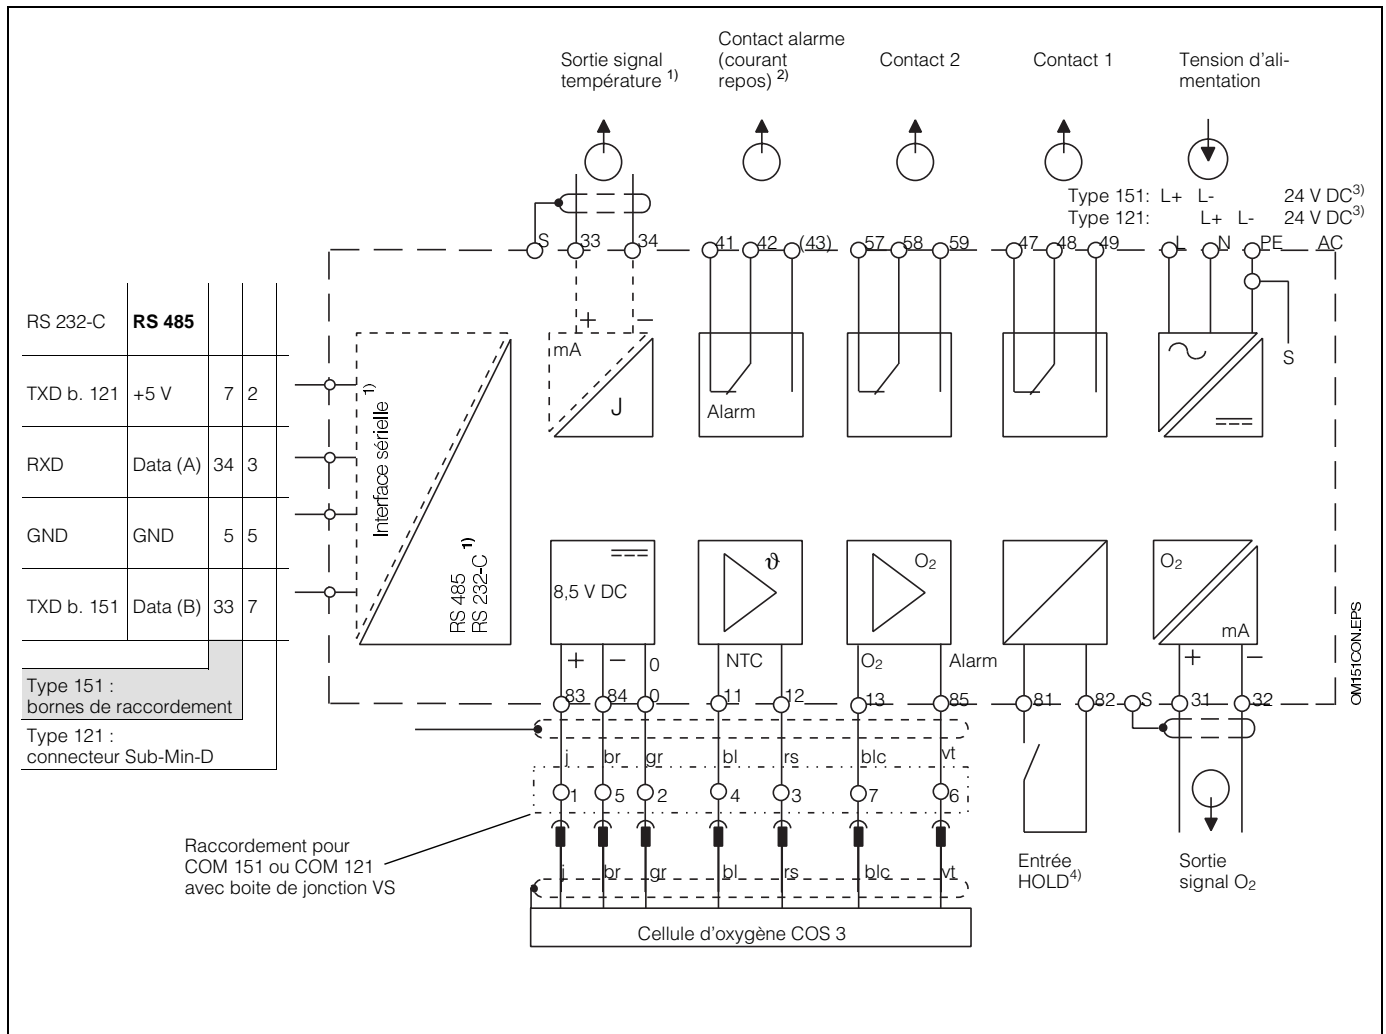 Sortie signal
température 1)
Contact alarme
(courant
repos) 2)
Contact 2
Contact 1
Tension d'ali-
mentation
Type 151: L+ L- 24 V DC3)
Type 121: L+ L- 24 V DC3)
S 33 34 41 42 (43) 57 58 59 47 48 49 L N PE AC
RS 232-C RS 485
TXD b. 121 +5 V 7 2
RXD Data (A) 34 3
GND GND 5 5
TXD b. 151 Data (B) 33 7
Type 151 :
bornes de raccordement
Type 121 :
connecteur Sub-Min-D
Interface sérielle 1)
RS 485
RS 232-C 1)
+ −
mA
J
Alarm
S
8,5 V DC
ϑ
O2
O2
mA
+ − 0 NTC O2 Alarm + −
83 84 0 11 12 13 85 81 82 S 31 32
j br gr bl rs blc vt
1 5 2 4 3 7 6
j br gr bl rs blc vt
Raccordement pour
COM 151 ou COM 121
avec boite de jonction VS
Cellule d'oxygène COS 3
Entrée
HOLD4)
Sortie
signal O2
OM151CON.EPS